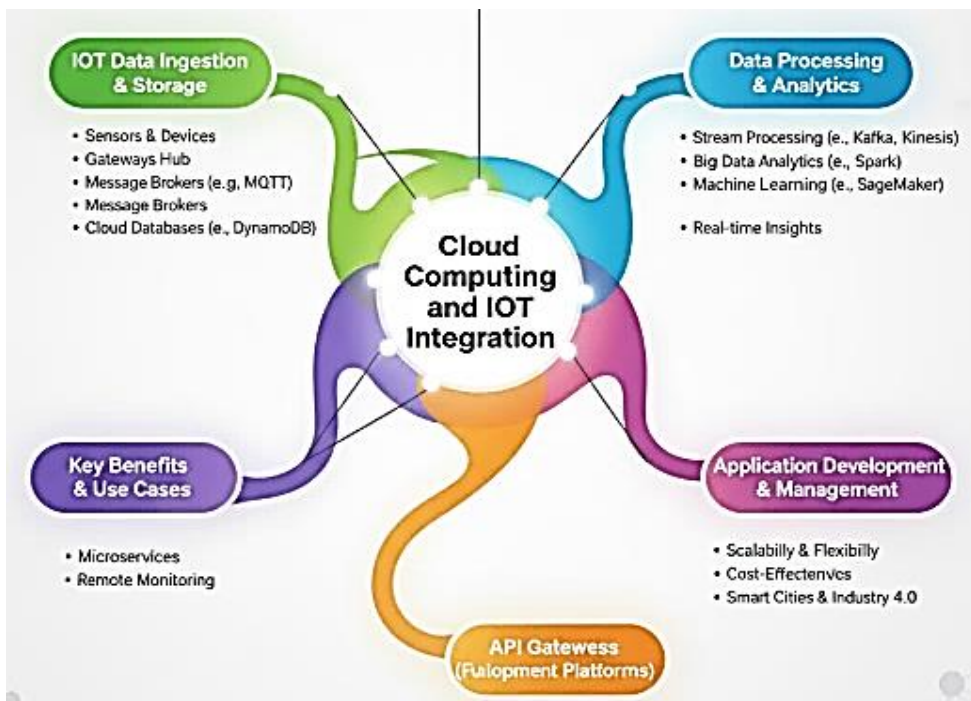 IOT Data Ingestion
& Storage
• Sensors & Devices
• Gateways Hub
• Message Brokers (e.g, MQTT)
• Message Brokers
• Cloud Databases (e., DynamoDB)
Data Processing
& Analytics
• Stream Processing (e., Kafka, Kinesis)
• Big Data Analytics (e., Spark)
• Machine Learning (e., SageMaker)
• Real-time Insights
Cloud
Computing
and IOT
Integration
Key Benefits
& Use Cases
• Microservices
• Remote Monitoring
Application Development
& Management
• Scalabilly & Flexibilly
• Cost-Effectenvcs
• Smart Cities & Industry 4.0
API Gatewess
(Fullopment Platforms)